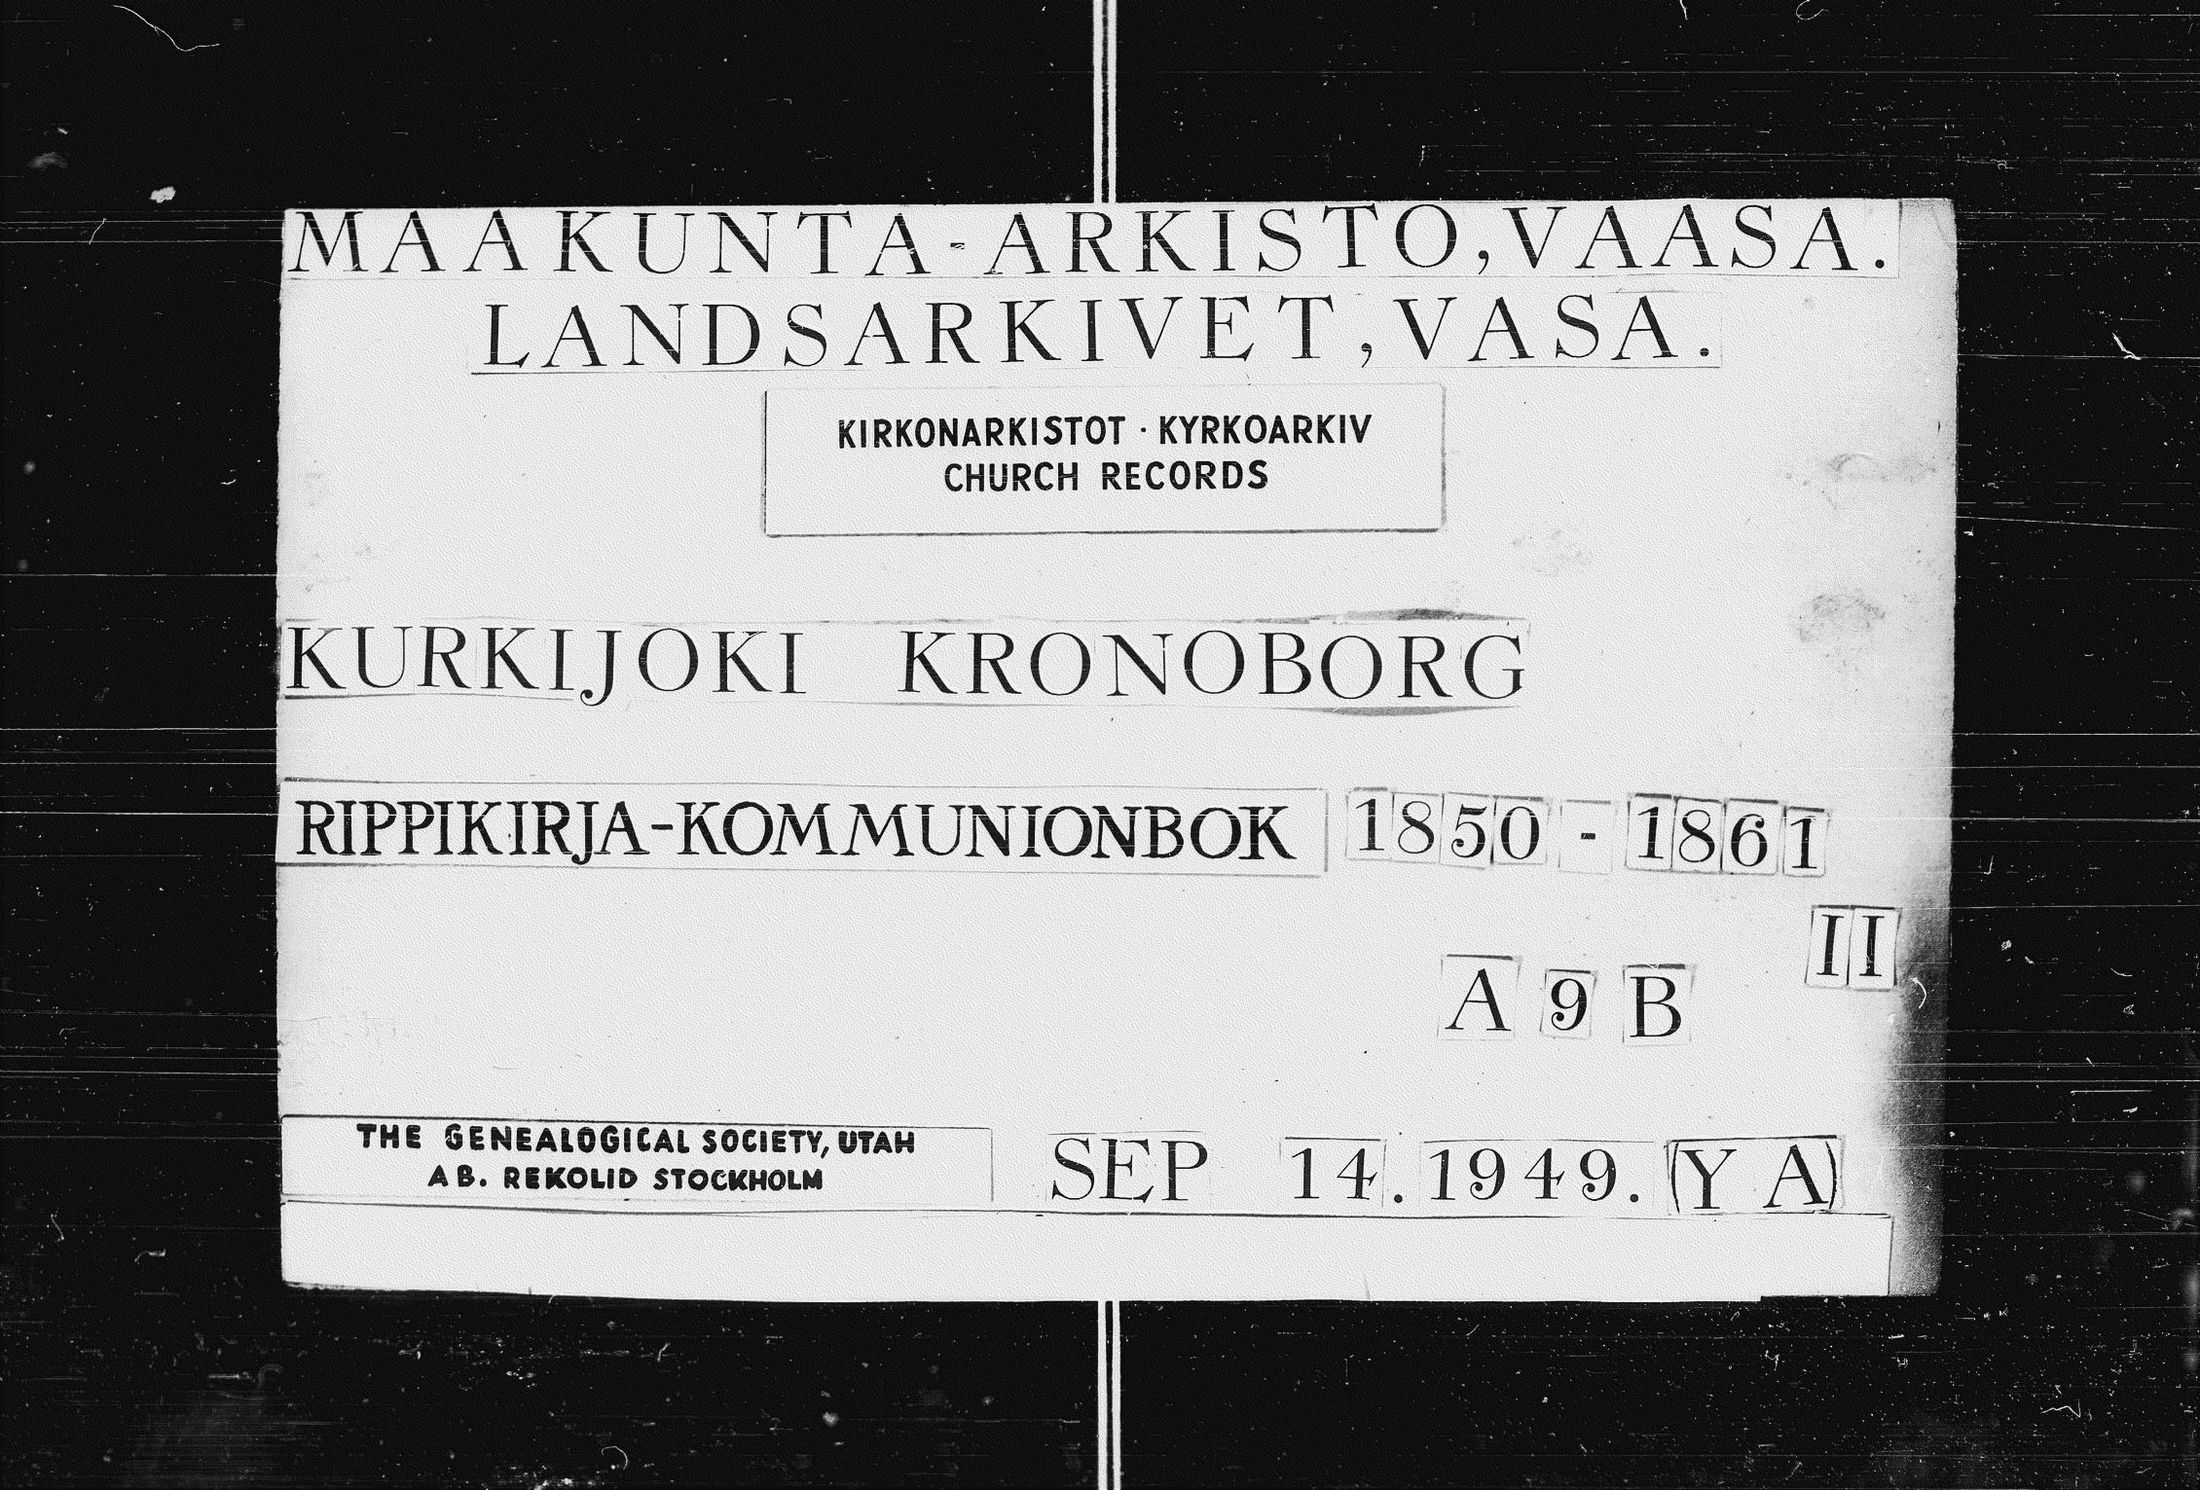 MAAKUNTA-ARKISTO, VAASA.
LANDSARKIVET, VASA.
KIRKONARKISTOT · KYRKOARKIV
CHURCH RECORDS
KURKIJOKI KRONOBORG
RIPPIKIRJA-KOMMUNIONBOK 1850 - 1861
II
A 9 B
THE GENEALOGICAL SOCIETY, UTAH
AB. REKOLID STOCKHOLM
SEP 14. 1949. (YA)